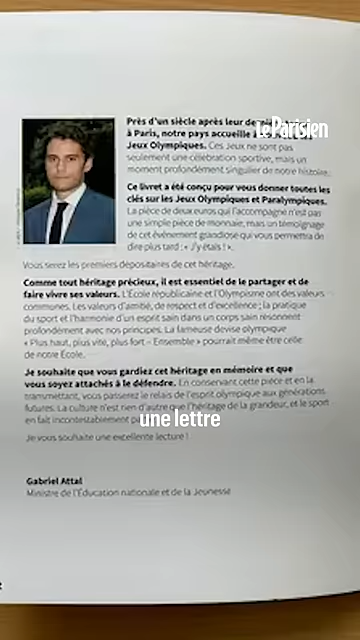 Le Parisien
Près d'un siècle après leur
à Paris, notre pays accueille
Jeux Olympiques. Ces Jeux ne sont pas
seulement une célébration sportive, mais un
moment profondément singulier de notre histoire.
Ce livret a été conçu pour vous donner toutes les
clés sur les Jeux Olympiques et Paralympiques.
La pièce de deux euros qui l'accompagne n'est pas
une simple pièce de monnaie, mais un témoignage
de cet événement grandiose qui vous permettra de
dire plus tard : « J'y étais ! ».
Vous serez les premiers dépositaires de cet héritage.
Comme tout héritage précieux, il est essentiel de le partager et de
faire vivre ses valeurs. L'École républicaine et l'Olympisme ont des valeurs
communes. Les valeurs d'amitié, de respect et d'excellence ; la pratique
du sport et l'harmonie d'un esprit sain dans un corps sain résonnent
profondément avec nos principes. La fameuse devise olympique
« Plus haut, plus vite, plus fort – Ensemble » pourrait même être celle
de notre École.
Je souhaite que vous gardiez cet héritage en mémoire et que
vous soyez attachés à le défendre. En conservant cette pièce et en la
transmettant, vous passerez le relais de l'esprit olympique aux générations
futures. La culture n'est rien d'autre que l'héritage de la grandeur, et le sport
en fait incontestablement
une lettre
Je vous souhaite une excellente lecture !
Gabriel Attal
Ministre de l'Éducation nationale et de la Jeunesse